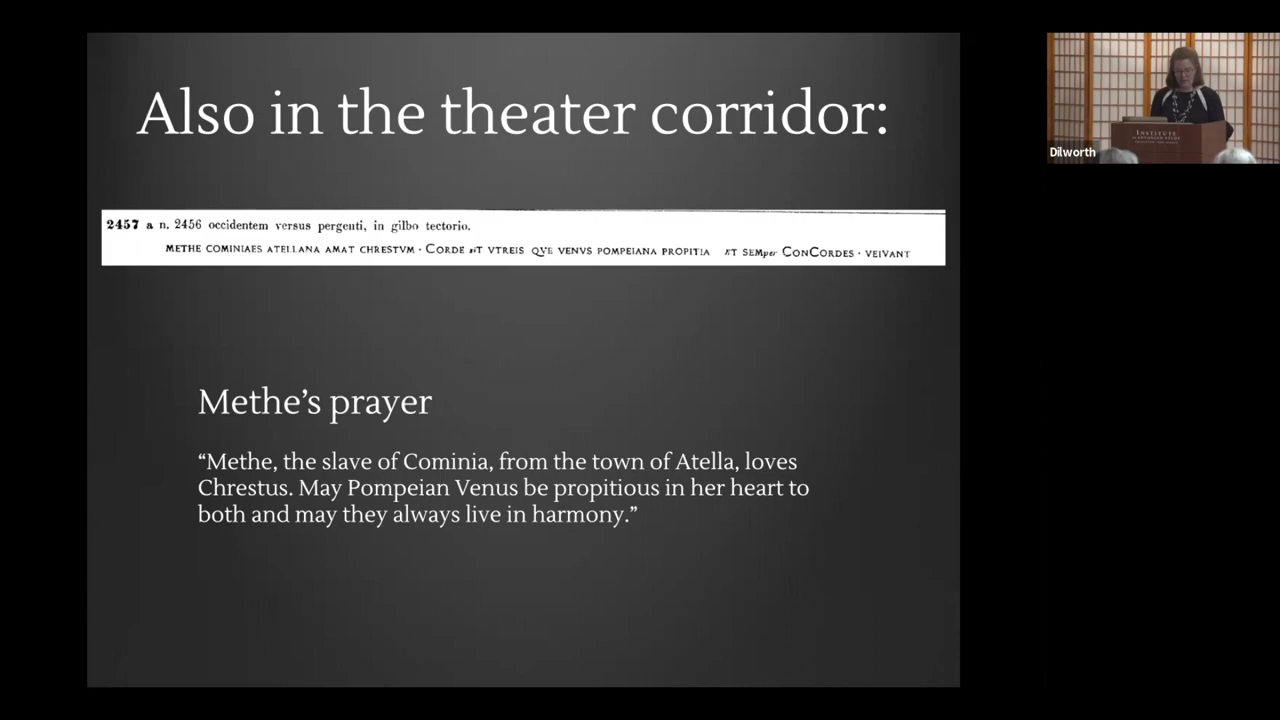 Also in the theater corridor:
2457 a n. 2456 occidentem versus pergenti, in gilbo tectorio.
METHE COMINIAES ATELLANA AMAT CHRESTVM · CORDE sIT VTREIS QVE VENVS POMPEIANA PROPITIA ET SEMper CONCORDES · VEIVANT
Methe’s prayer
“Methe, the slave of Cominia, from the town of Atella, loves
Chrestus. May Pompeian Venus be propitious in her heart to
both and may they always live in harmony.”
Dilworth
INSTITUTE
ADVANCED STUDY